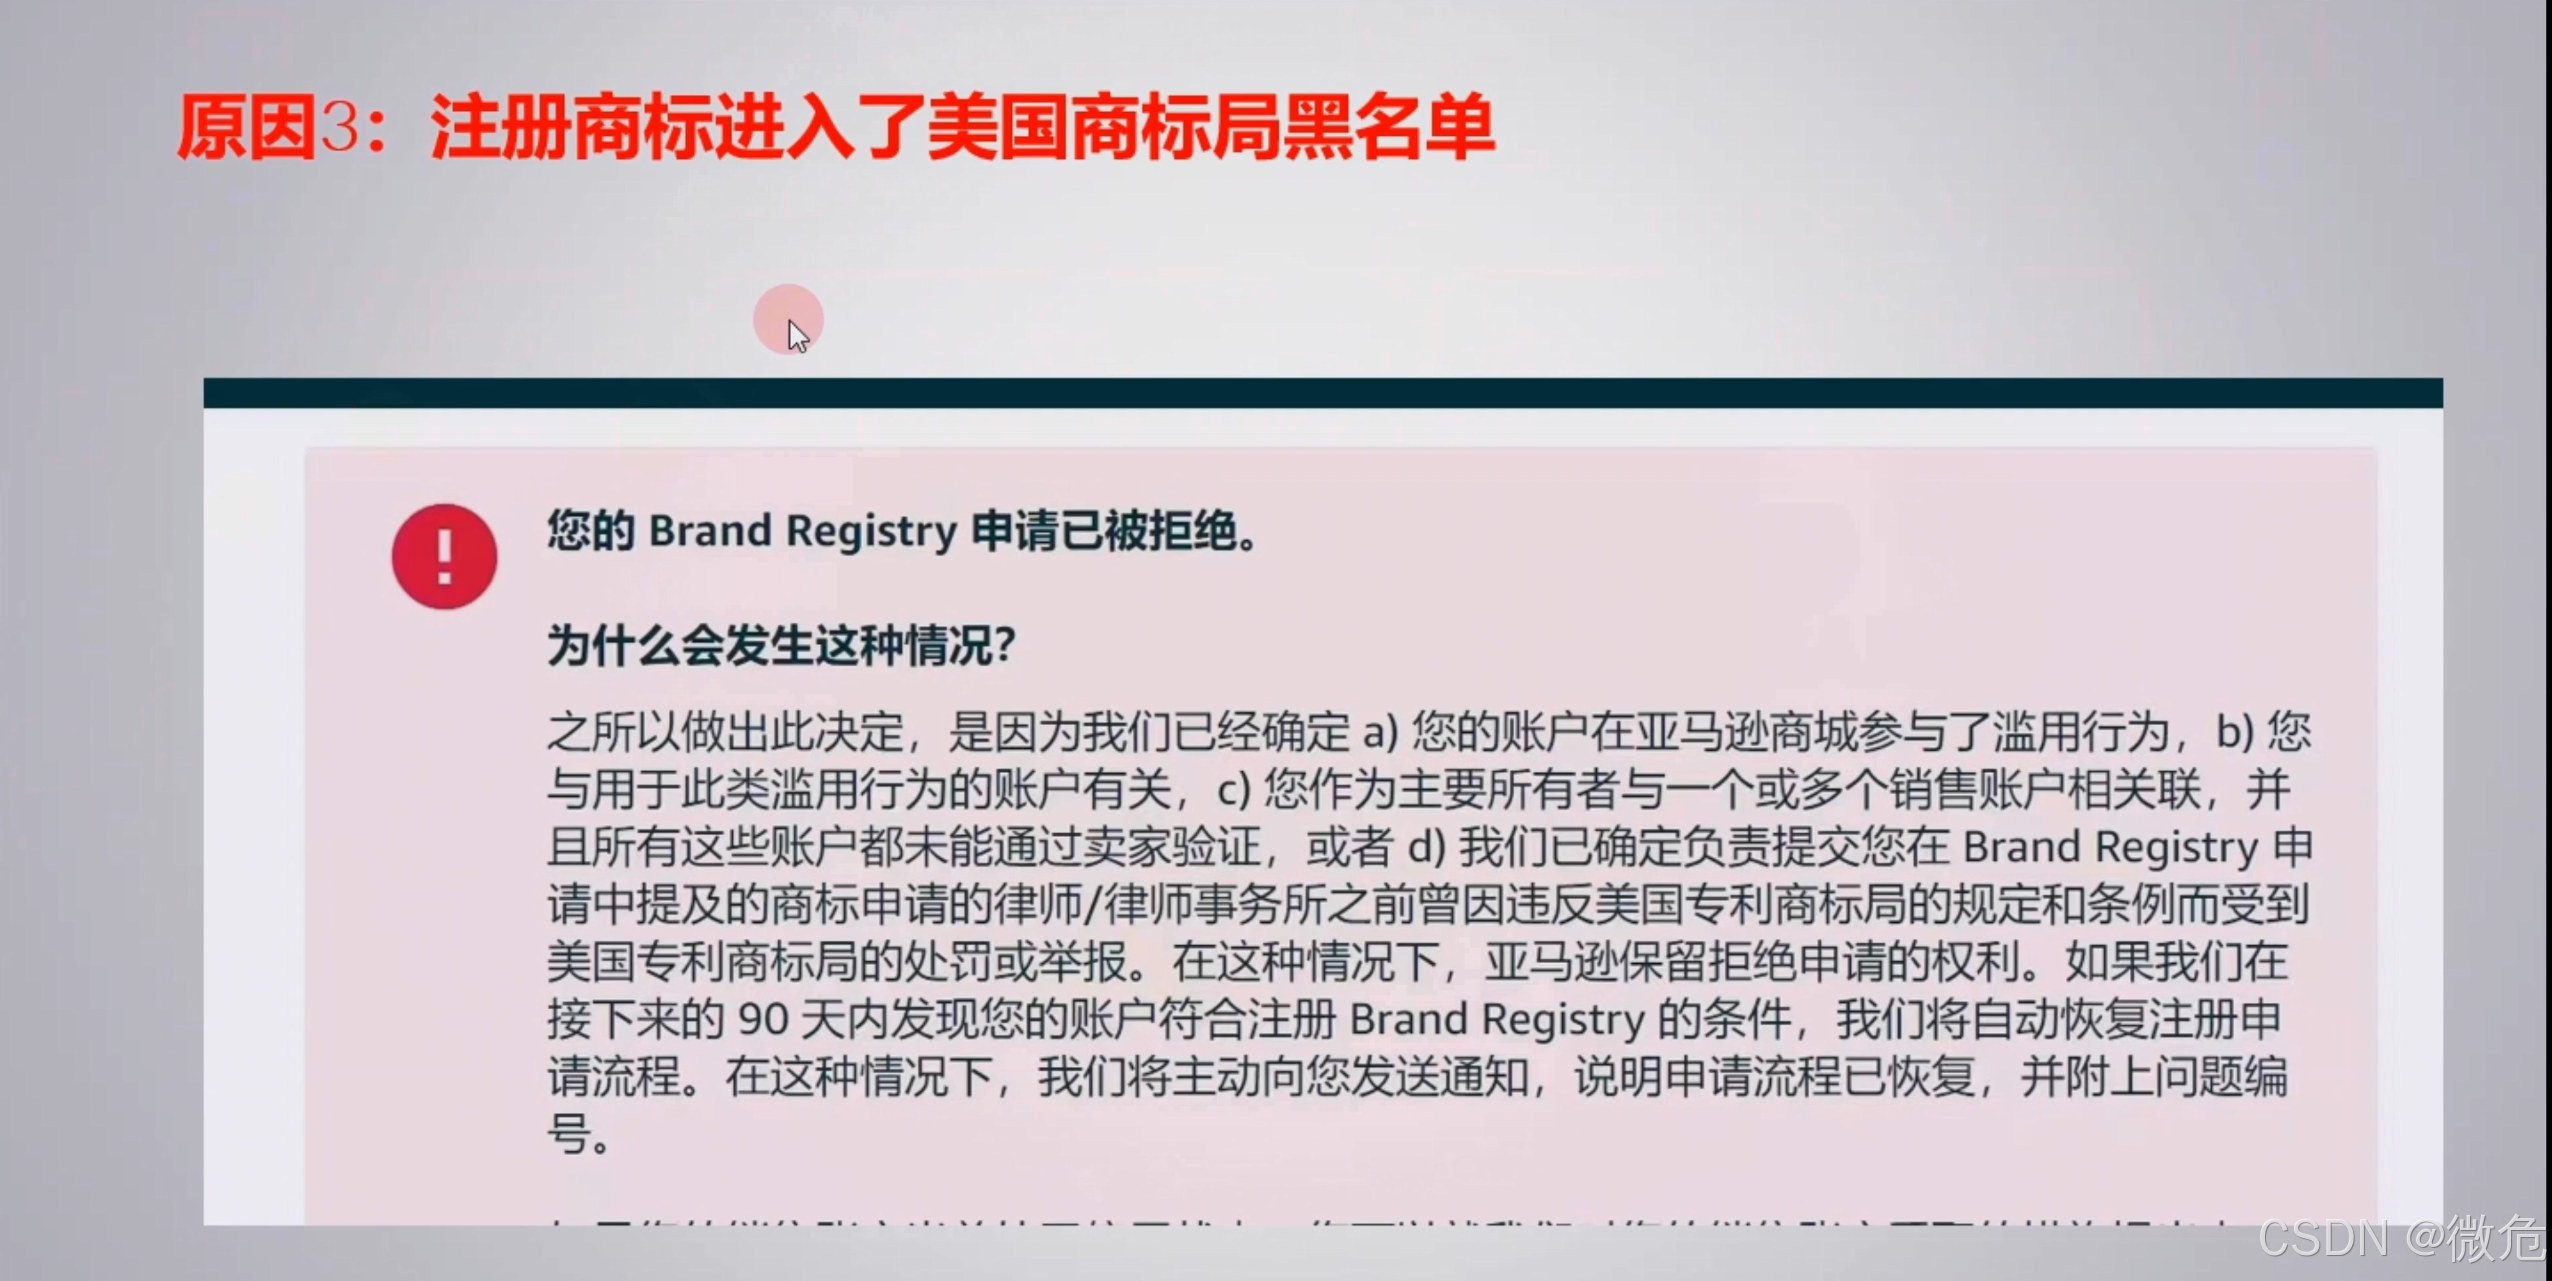 原因3：注册商标进入了美国商标局黑名单
您的 Brand Registry 申请已被拒绝。
为什么会发生这种情况？
之所以做出此决定，是因为我们已经确定 a) 您的账户在亚马逊商城参与了滥用行为，b) 您
与用于此类滥用行为的账户有关，c) 您作为主要所有者与一个或多个销售账户相关联，并
且所有这些账户都未能通过卖家验证，或者 d) 我们已确定负责提交您在 Brand Registry 申
请中提及的商标申请的律师/律师事务所之前曾因违反美国专利商标局的规定和条例而受到
美国专利商标局的处罚或举报。在这种情况下，亚马逊保留拒绝申请的权利。如果我们在
接下来的 90 天内发现您的账户符合注册 Brand Registry 的条件，我们将自动恢复注册申
请流程。在这种情况下，我们将主动向您发送通知，说明申请流程已恢复，并附上问题编
号。
CSDN @微危